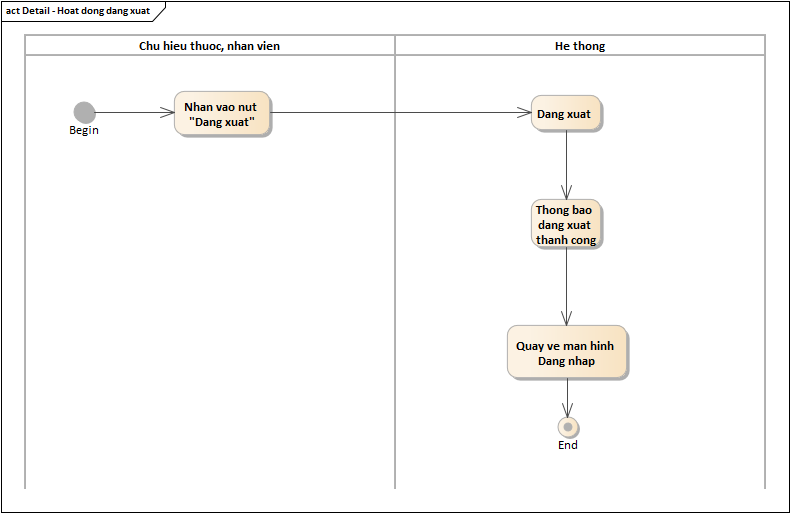 act Detail - Hoat dong dang xuat
Chu hieu thuoc, nhan vien
He thong
Begin
Nhan vao nut
"Dang xuat"
Dang xuat
Thong bao
dang xuat
thanh cong
Quay ve man hinh
Dang nhap
End